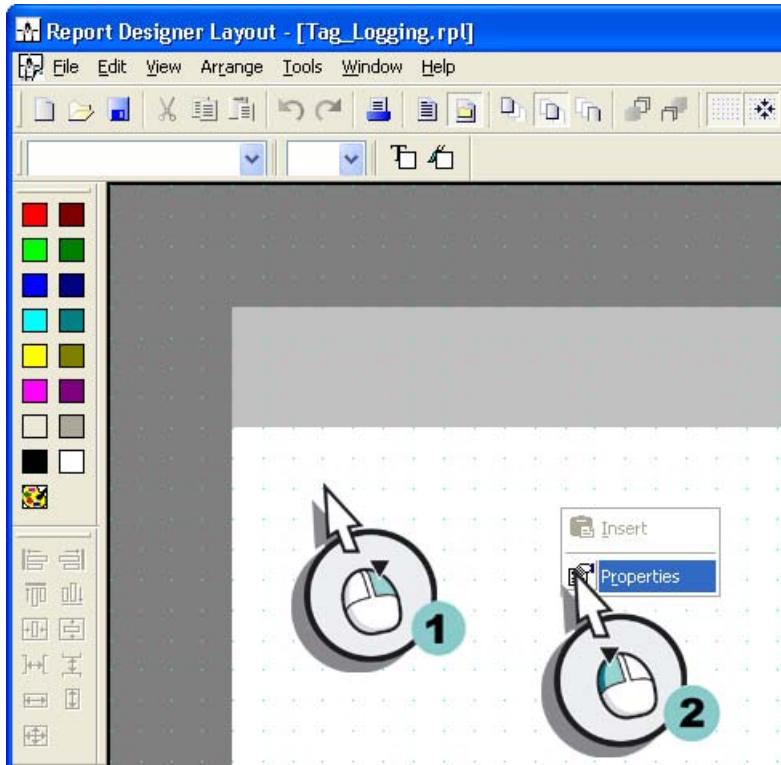 Report Designer Layout - [Tag_Logging.rpl]
File Edit View Arrange Tools Window Help
Insert
Properties
1
2